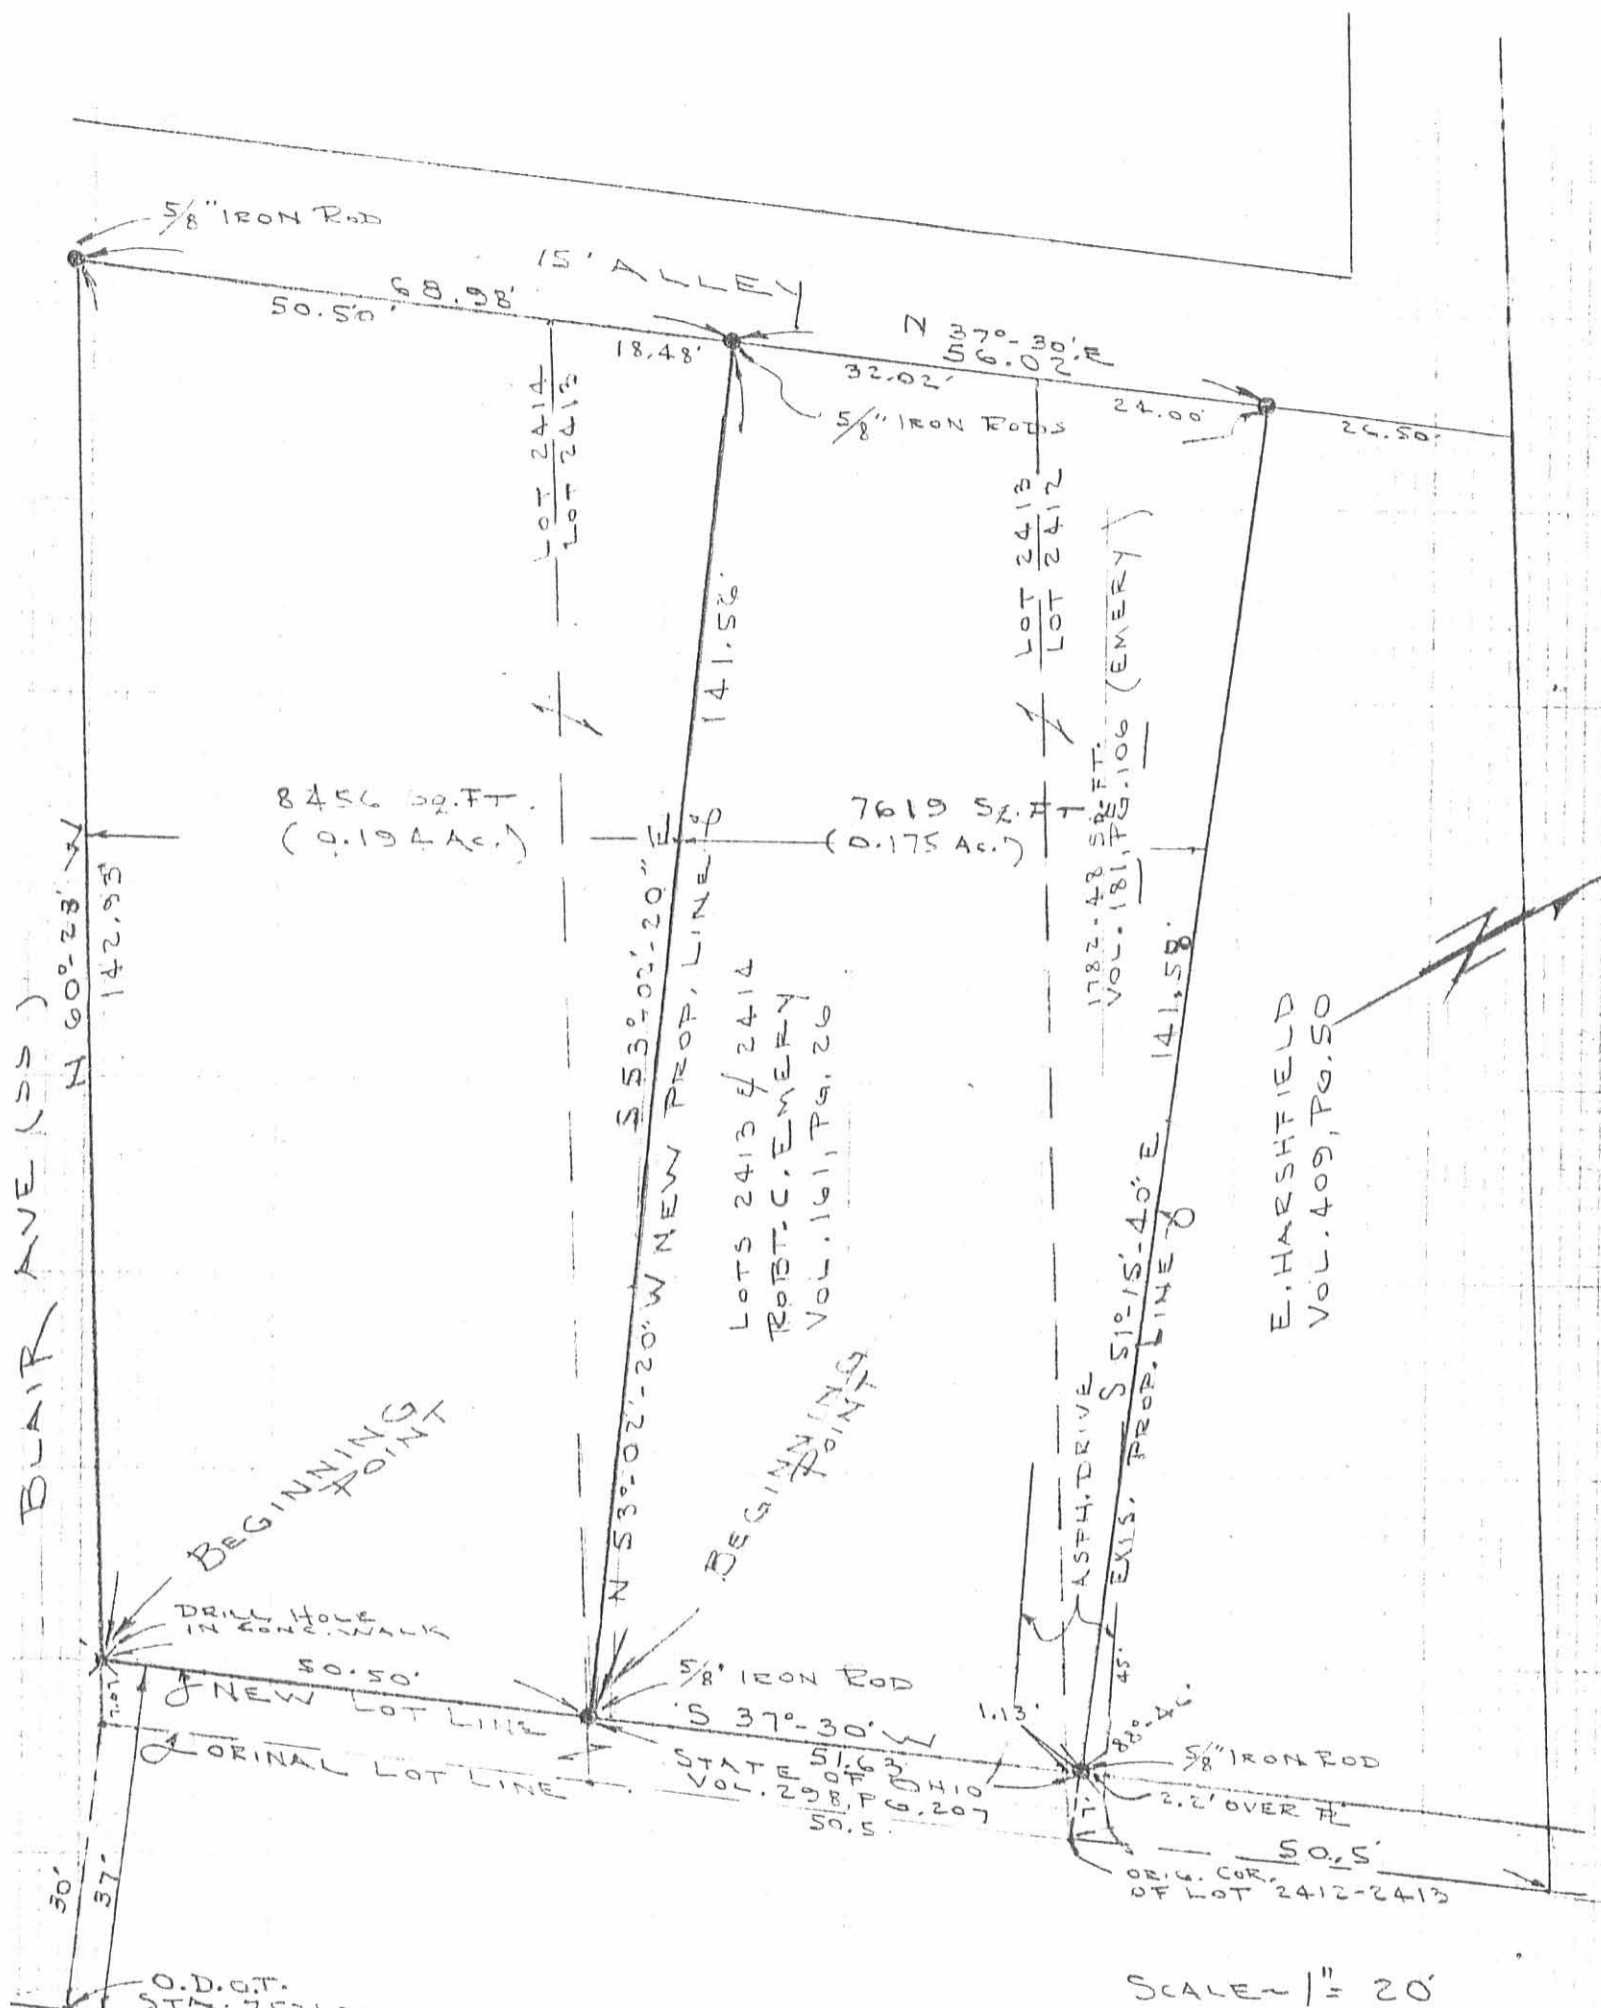 5/8" IRON ROD
15' ALLEY
68.98'
50.50'
18.48'
N 37°-30' E
56.02'
32.02'
24.00'
26.50'
5/8" IRON RODS
LOT 2414
LOT 2413
LOT 2413
LOT 2412
141.56'
1782.48 SQ. FT.
VOL. 181, PG. 106 (EMERY)
8456 SQ. FT.
(0.194 AC.)
7619 SQ. FT.
(0.175 AC.)
BLAIR AVE (55')
N 60°-23' W
142.93'
S 53°-02'-20" E
N 53°-02'-20" W NEW PROP. LINE
LOTS 2413 & 2414
ROBT. C. EMERY
VOL. 161, PG. 26
141.58'
S 51°-15'-40" E
EXIS. PROP. LINE
E. HARSHFIELD
VOL. 409, PG. 50
BEGINNING
POINT
BEGINNING
POINT
ASPH. DRIVE
DRILL HOLE
IN CONC. WALK
50.50'
NEW LOT LINE
ORINAL LOT LINE
5/8" IRON ROD
S 37°-30' W
51.63'
STATE OF OHIO
VOL. 298, PG. 207
50.5
1.13'
45'
5/8" IRON ROD
2.2' OVER PL
7'
50.5'
ORIG. COR.
OF LOT 2412-2413
30'
37'
O.D.O.T.
SCALE~ 1" = 20'